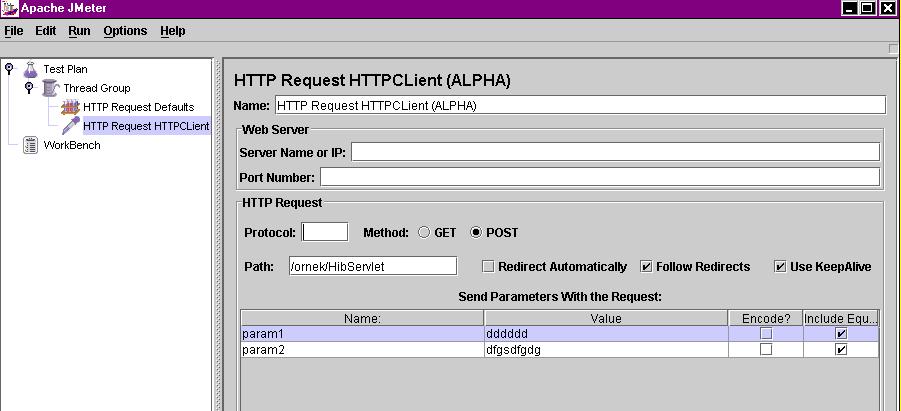 Apache JMeter
File Edit Run Options Help
Test Plan
Thread Group
HTTP Request Defaults
HTTP Request HTTPCLient
WorkBench
HTTP Request HTTPCLient (ALPHA)
Name: HTTP Request HTTPCLient (ALPHA)
Web Server
Server Name or IP:
Port Number:
HTTP Request
Protocol: Method: GET POST
Path: /ornek/HibServlet Redirect Automatically Follow Redirects Use KeepAlive
Send Parameters With the Request:
Name: Value Encode? Include Equ...
param1 dddddd
param2 dfgsdfgdg